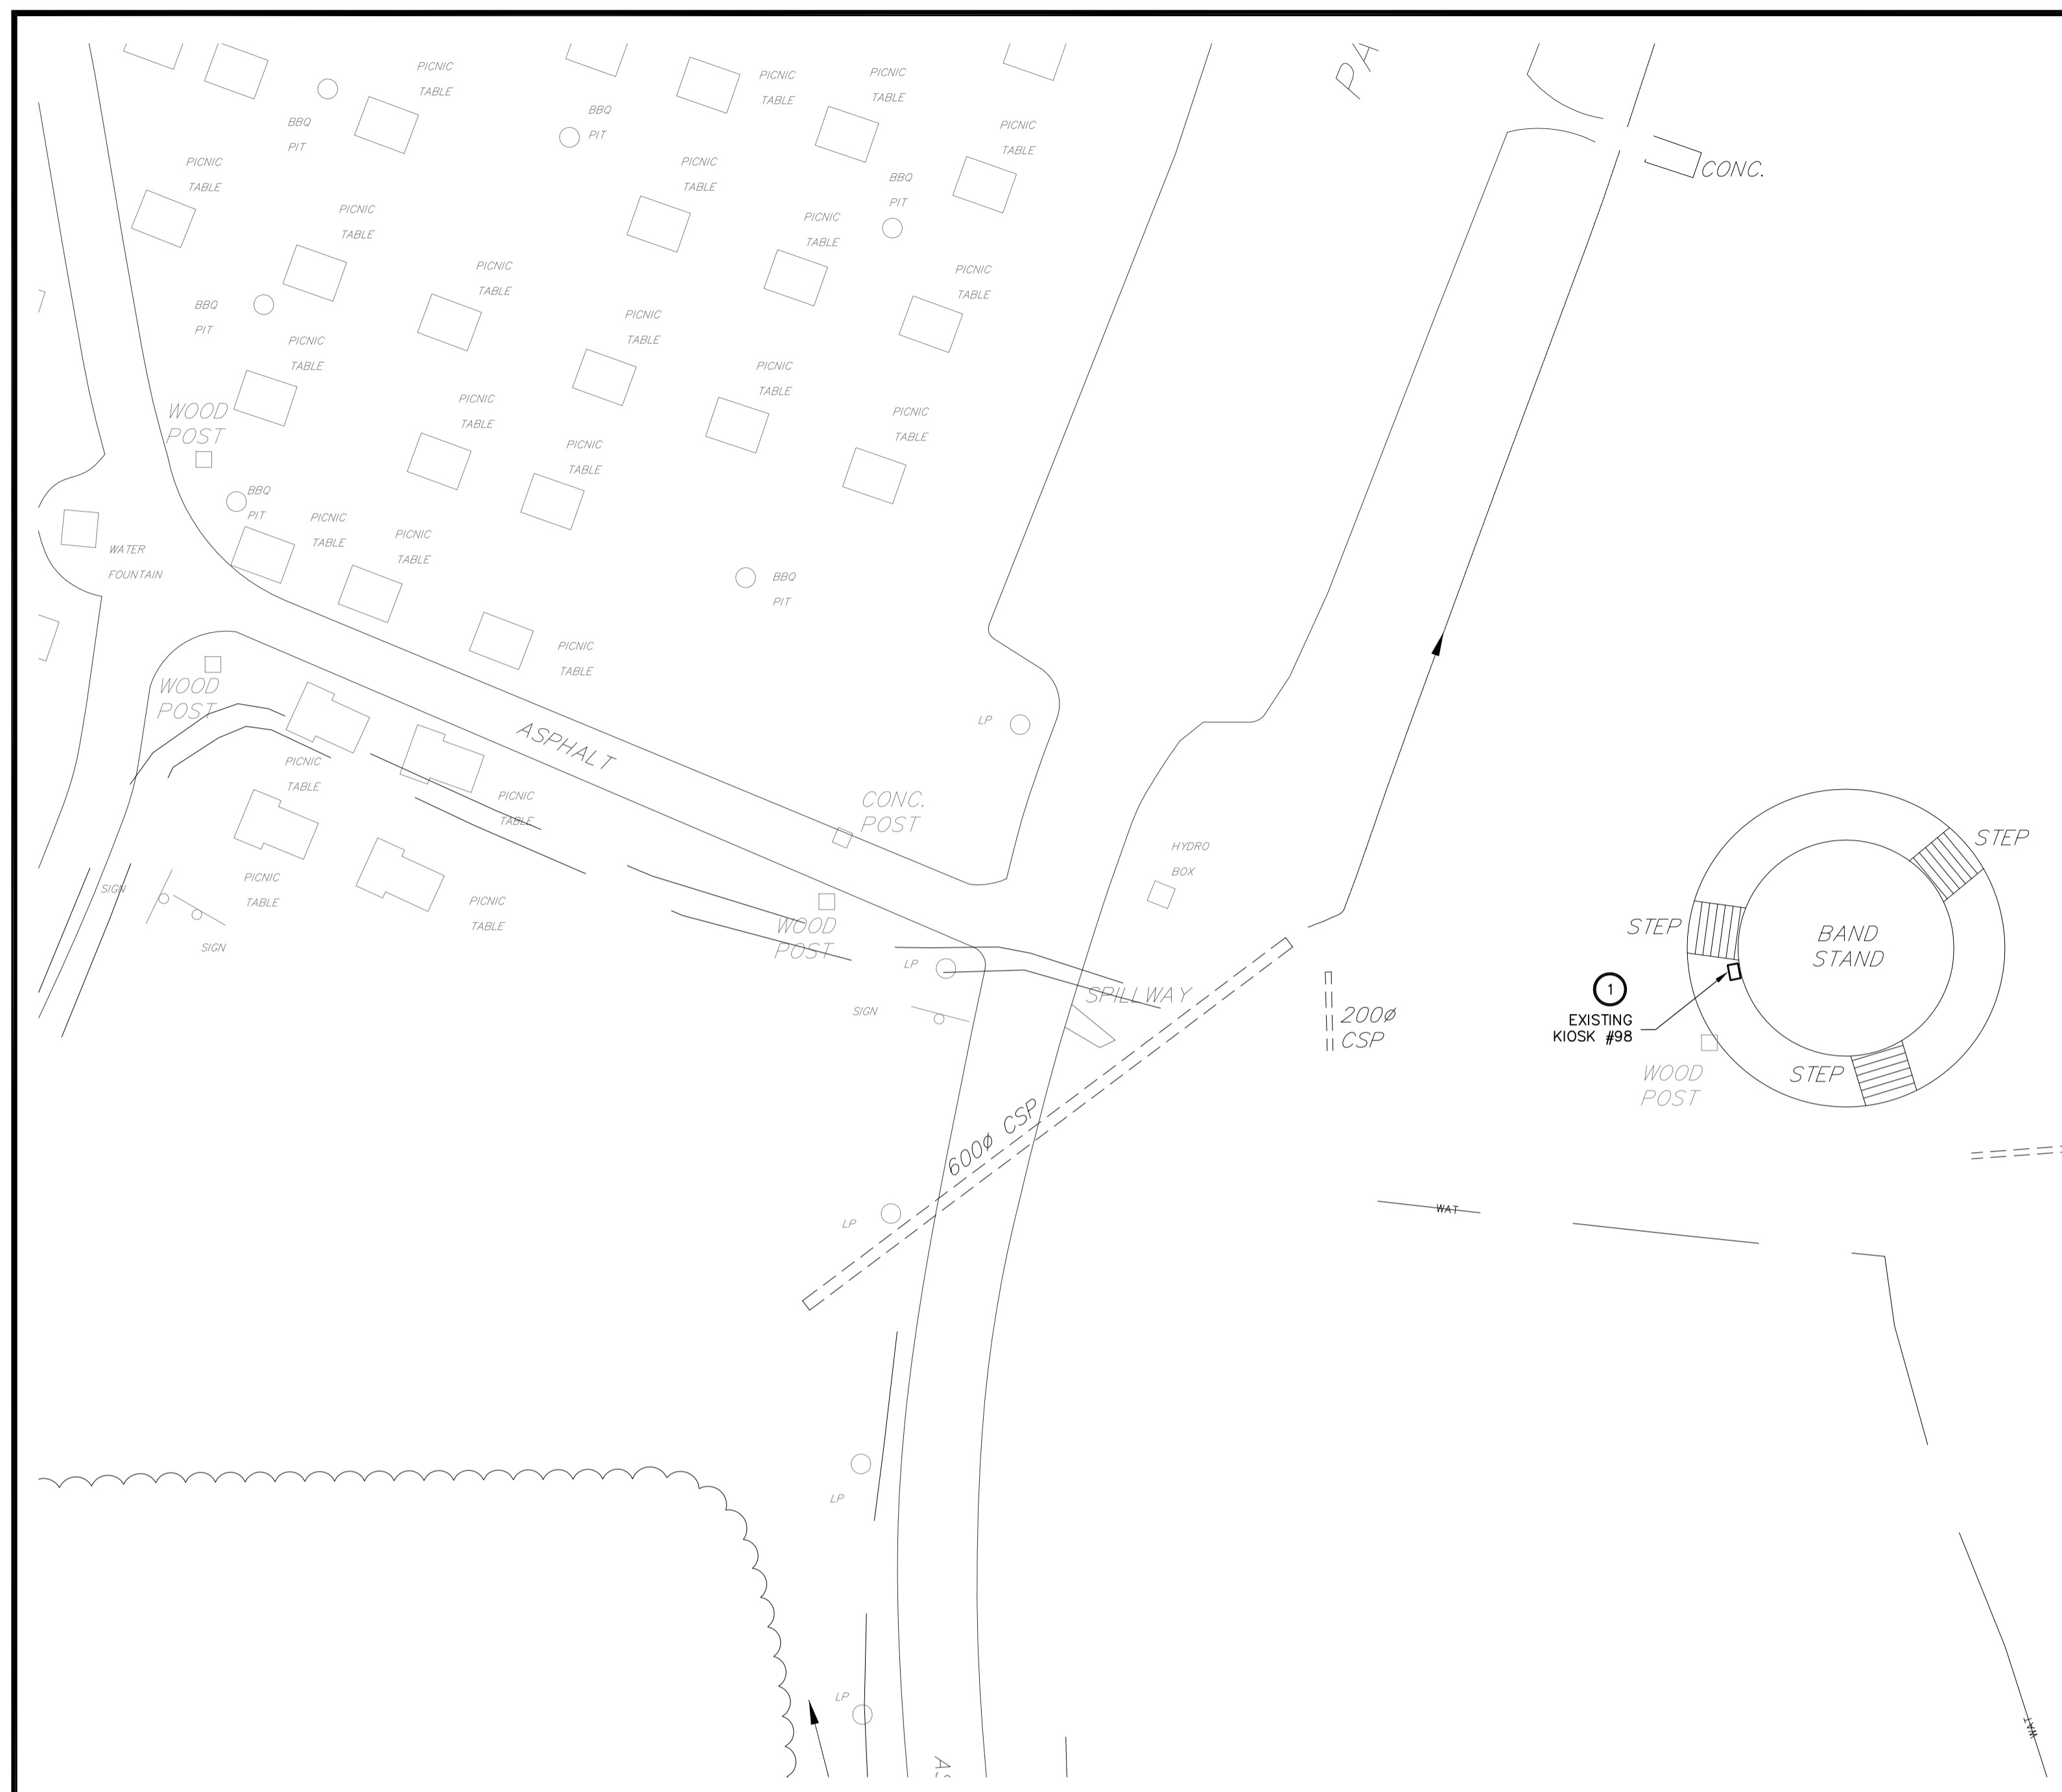 PICNIC
TABLE
PICNIC
TABLE
PICNIC
TABLE
BBQ
PIT
BBQ
PIT
PICNIC
TABLE
PA
CONC.
PICNIC
TABLE
PICNIC
TABLE
BBQ
PIT
PICNIC
TABLE
PICNIC
TABLE
PICNIC
TABLE
PICNIC
TABLE
BBQ
PIT
PICNIC
TABLE
PICNIC
TABLE
PICNIC
TABLE
WOOD
POST
PICNIC
TABLE
PICNIC
TABLE
PICNIC
TABLE
BBQ
PIT
PICNIC
TABLE
PICNIC
TABLE
WATER
FOUNTAIN
BBQ
PIT
PICNIC
TABLE
WOOD
POST
LP
ASPHALT
PICNIC
TABLE
PICNIC
TABLE
CONC.
POST
HYDRO
BOX
STEP
SIGN
PICNIC
TABLE
PICNIC
TABLE
SIGN
WOOD
POST
LP
STEP
BAND
STAND
SPILLWAY
SIGN
200ø
CSP
1
EXISTING
KIOSK #98
WOOD
POST
STEP
600ø CSP
LP
WAT
LP
LP
WAT
AS